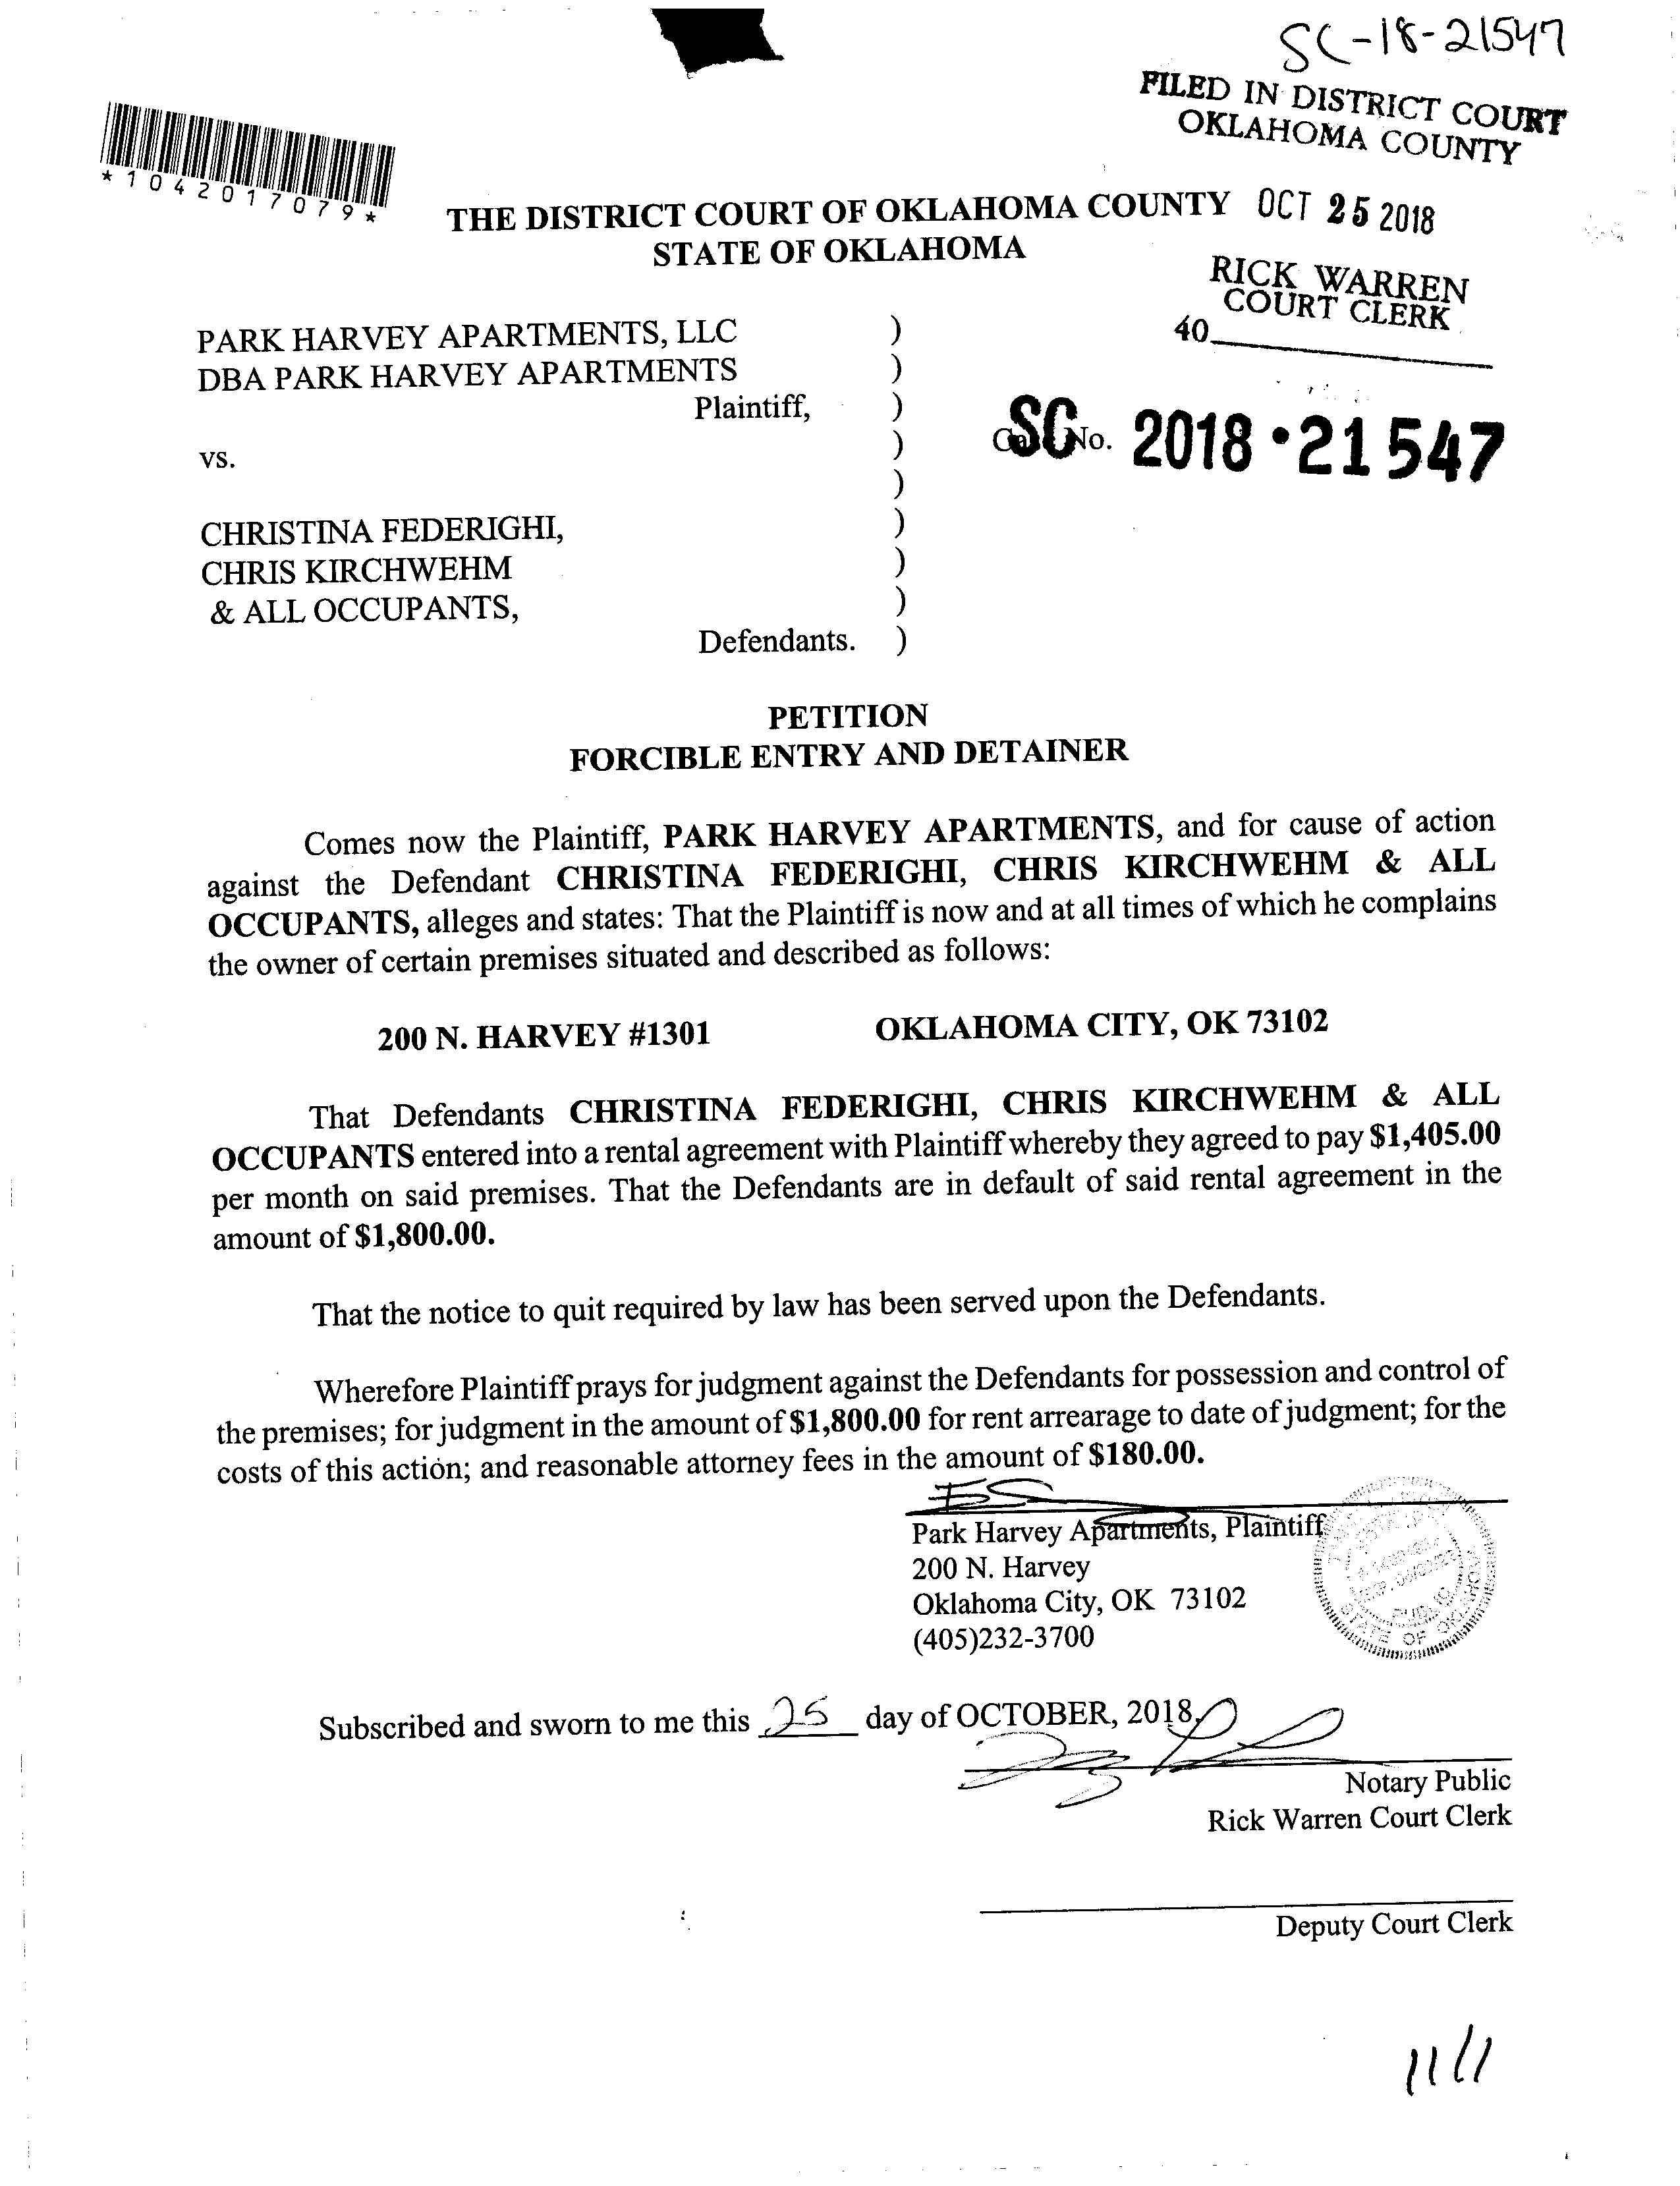 SC-18-21547
FILED IN DISTRICT COURT
OKLAHOMA COUNTY
*1042017079*
THE DISTRICT COURT OF OKLAHOMA COUNTY OCT 25 2018
STATE OF OKLAHOMA
RICK WARREN
COURT CLERK
40
PARK HARVEY APARTMENTS, LLC )
DBA PARK HARVEY APARTMENTS )
Plaintiff, )
) SC No. 2018-21547
vs.
)
CHRISTINA FEDERIGHI, )
CHRIS KIRCHWEHM )
& ALL OCCUPANTS, )
Defendants. )
PETITION
FORCIBLE ENTRY AND DETAINER
Comes now the Plaintiff, PARK HARVEY APARTMENTS, and for cause of action
against the Defendant CHRISTINA FEDERIGHI, CHRIS KIRCHWEHM & ALL
OCCUPANTS, alleges and states: That the Plaintiff is now and at all times of which he complains
the owner of certain premises situated and described as follows:
200 N. HARVEY #1301 OKLAHOMA CITY, OK 73102
That Defendants CHRISTINA FEDERIGHI, CHRIS KIRCHWEHM & ALL
OCCUPANTS entered into a rental agreement with Plaintiff whereby they agreed to pay $1,405.00
per month on said premises. That the Defendants are in default of said rental agreement in the
amount of $1,800.00.
That the notice to quit required by law has been served upon the Defendants.
Wherefore Plaintiff prays for judgment against the Defendants for possession and control of
the premises; for judgment in the amount of $1,800.00 for rent arrearage to date of judgment; for the
costs of this action; and reasonable attorney fees in the amount of $180.00.
Park Harvey Apartments, Plaintiff
200 N. Harvey
Oklahoma City, OK 73102
(405)232-3700
STATE OF OKLAHOMA
Subscribed and sworn to me this 25 day of OCTOBER, 2018.
Notary Public
Rick Warren Court Clerk
Deputy Court Clerk
11/1